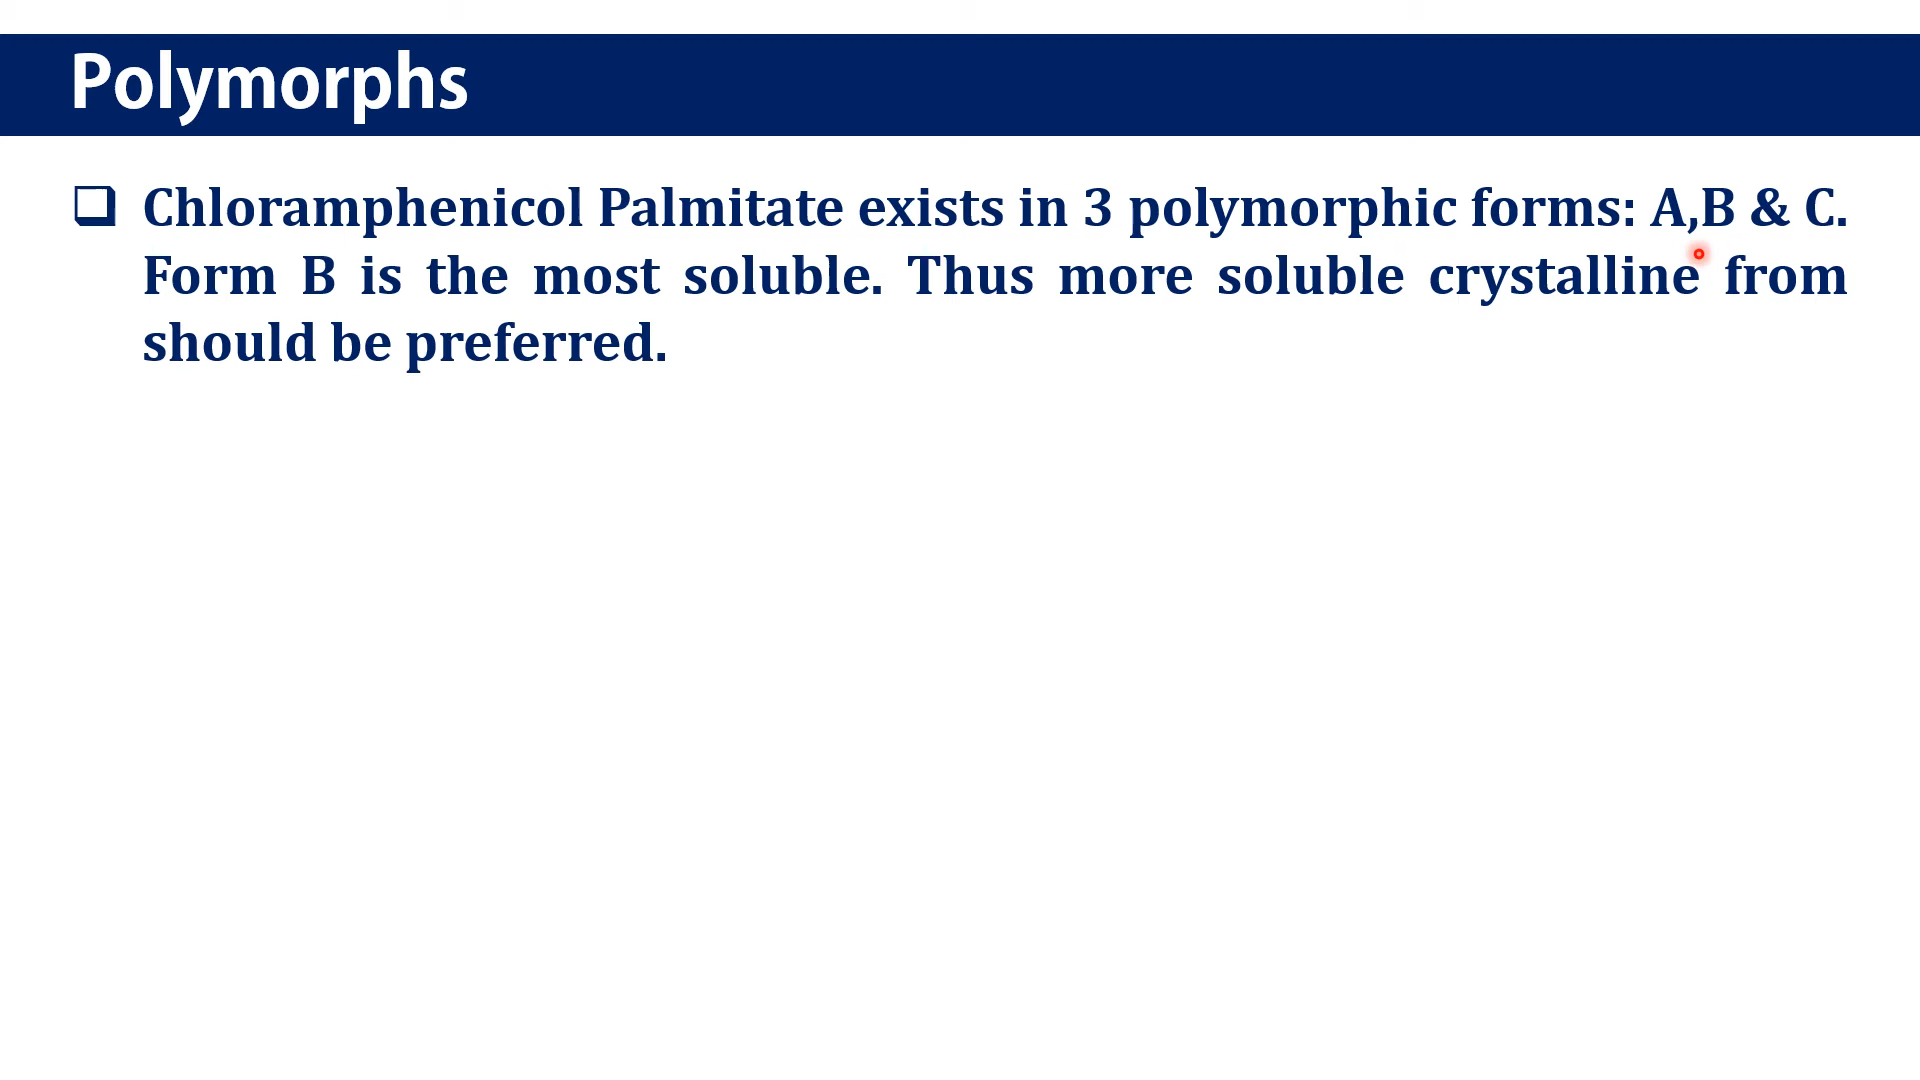 Polymorphs
Chloramphenicol Palmitate exists in 3 polymorphic forms: A,B & C.
Form B is the most soluble. Thus more soluble crystalline from
should be preferred.